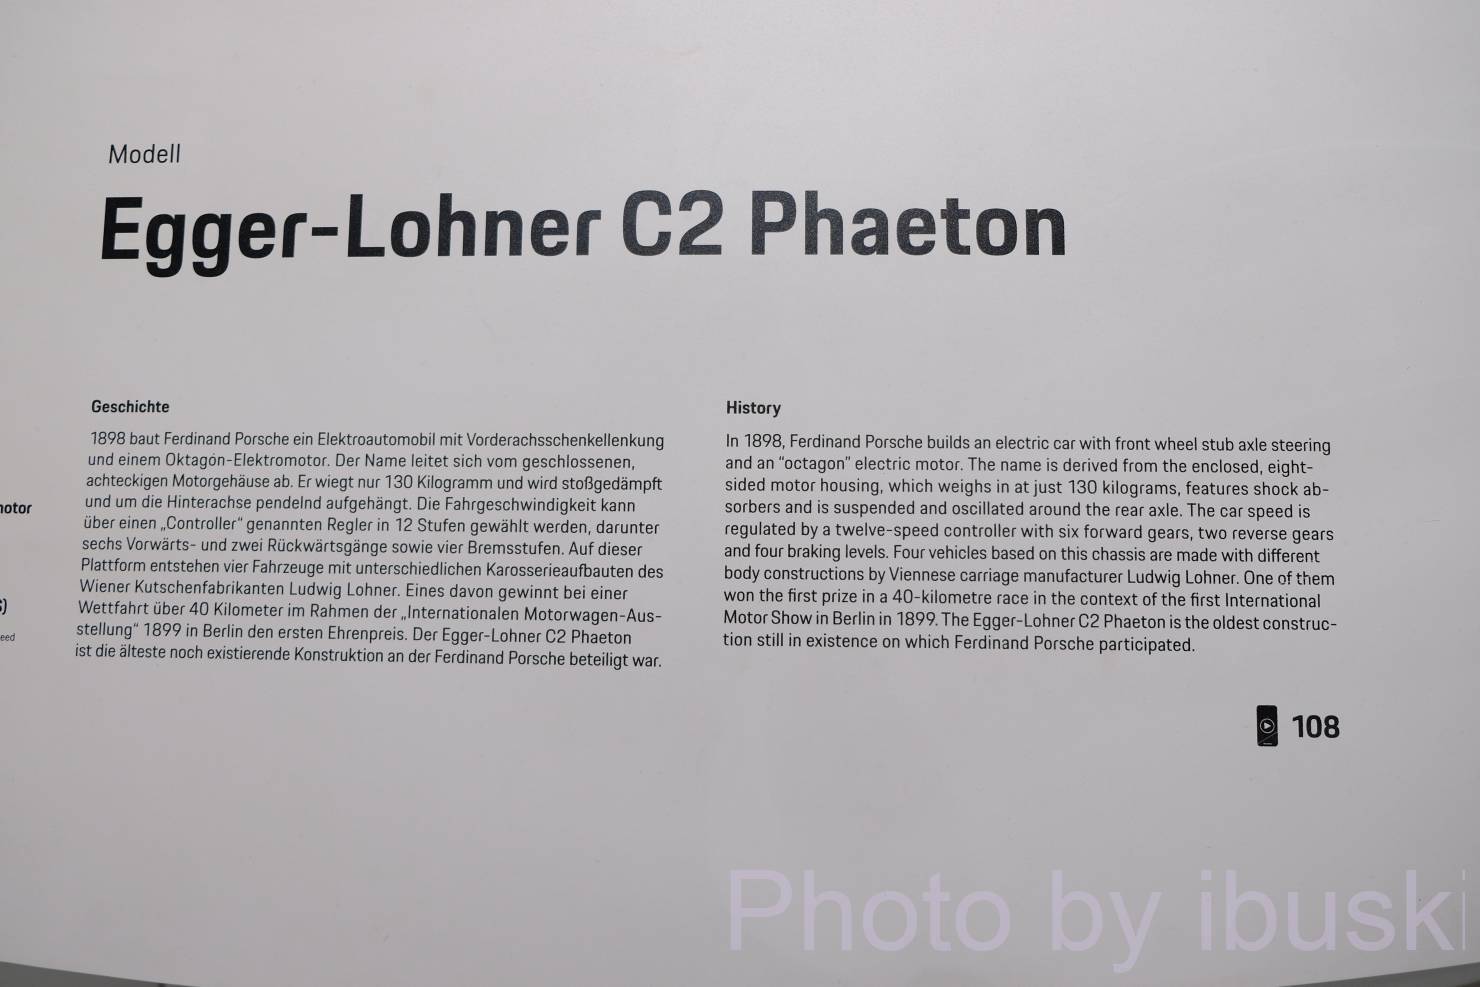 Modell
Egger-Lohner C2 Phaeton
Geschichte
1898 baut Ferdinand Porsche ein Elektroautomobil mit Vorderachsschenkellenkung
und einem Oktagon-Elektromotor. Der Name leitet sich vom geschlossenen,
achteckigen Motorgehäuse ab. Er wiegt nur 130 Kilogramm und wird stoßgedämpft
und um die Hinterachse pendelnd aufgehängt. Die Fahrgeschwindigkeit kann
über einen „Controller“ genannten Regler in 12 Stufen gewählt werden, darunter
sechs Vorwärts- und zwei Rückwärtsgänge sowie vier Bremsstufen. Auf dieser
Plattform entstehen vier Fahrzeuge mit unterschiedlichen Karosserieaufbauten des
Wiener Kutschenfabrikanten Ludwig Lohner. Eines davon gewinnt bei einer
Wettfahrt über 40 Kilometer im Rahmen der „Internationalen Motorwagen-Aus-
stellung“ 1899 in Berlin den ersten Ehrenpreis. Der Egger-Lohner C2 Phaeton
ist die älteste noch existierende Konstruktion an der Ferdinand Porsche beteiligt war.
History
In 1898, Ferdinand Porsche builds an electric car with front wheel stub axle steering
and an “octagon” electric motor. The name is derived from the enclosed, eight-
sided motor housing, which weighs in at just 130 kilograms, features shock ab-
sorbers and is suspended and oscillated around the rear axle. The car speed is
regulated by a twelve-speed controller with six forward gears, two reverse gears
and four braking levels. Four vehicles based on this chassis are made with different
body constructions by Viennese carriage manufacturer Ludwig Lohner. One of them
won the first prize in a 40-kilometre race in the context of the first International
Motor Show in Berlin in 1899. The Egger-Lohner C2 Phaeton is the oldest construc-
tion still in existence on which Ferdinand Porsche participated.
108
Photo by ibuski